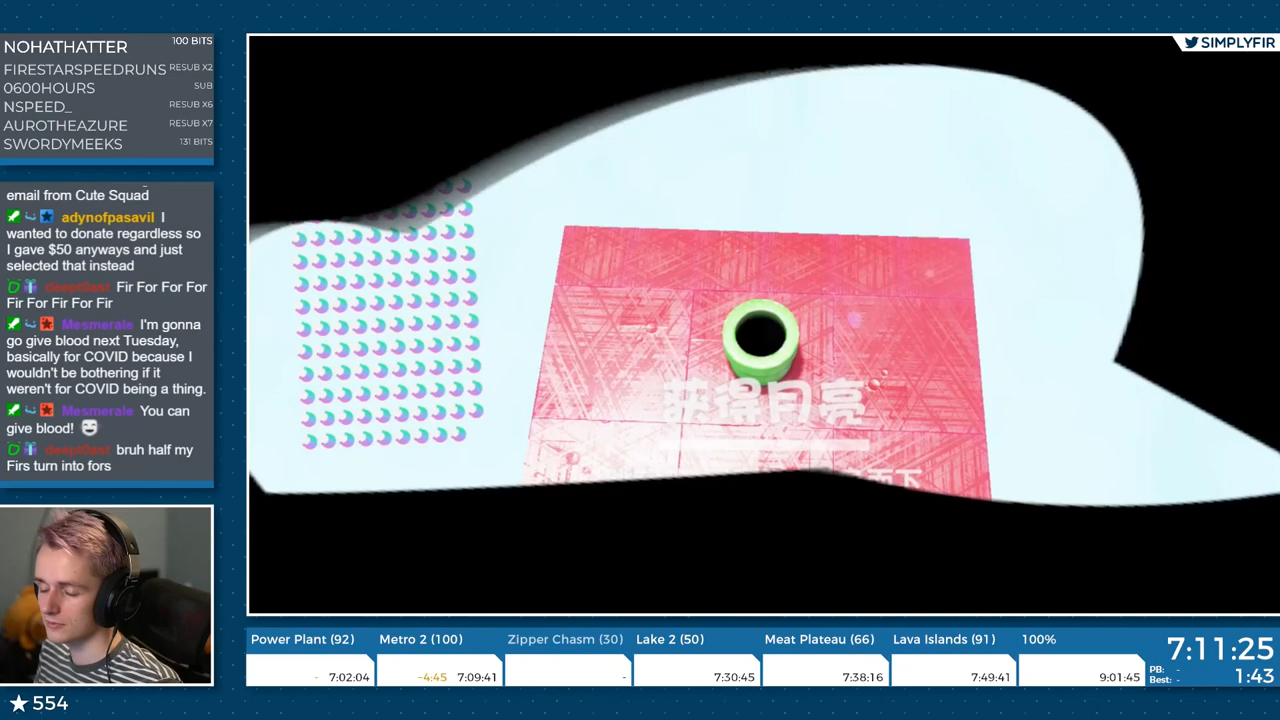 NOHATHATTER 100 BITS
FIRESTARSPEEDRUNS RESUB X2
0600HOURS SUB
NSPEED_ RESUB X6
AUROTHEAZURE RESUB X7
SWORDYMEEKS 131 BITS
email from Cute Squad
adynofpasavil I
wanted to donate regardless so
I gave $50 anyways and just
selected that instead
Fir For For For
Fir For Fir For Fir
Mesmerale I'm gonna
go give blood next Tuesday,
basically for COVID because I
wouldn't be bothering if it
weren't for COVID being a thing.
Mesmerale You can
give blood!
bruh half my
Firs turn into fors
554
SIMPLYFIR
获得月亮
Power Plant (92) Metro 2 (100) Zipper Chasm (30) Lake 2 (50) Meat Plateau (66) Lava Islands (91) 100%
- 7:02:04 -4:45 7:09:41 - 7:30:45 7:38:16 7:49:41 9:01:45
7:11:25
PB: -
Best: - 1:43